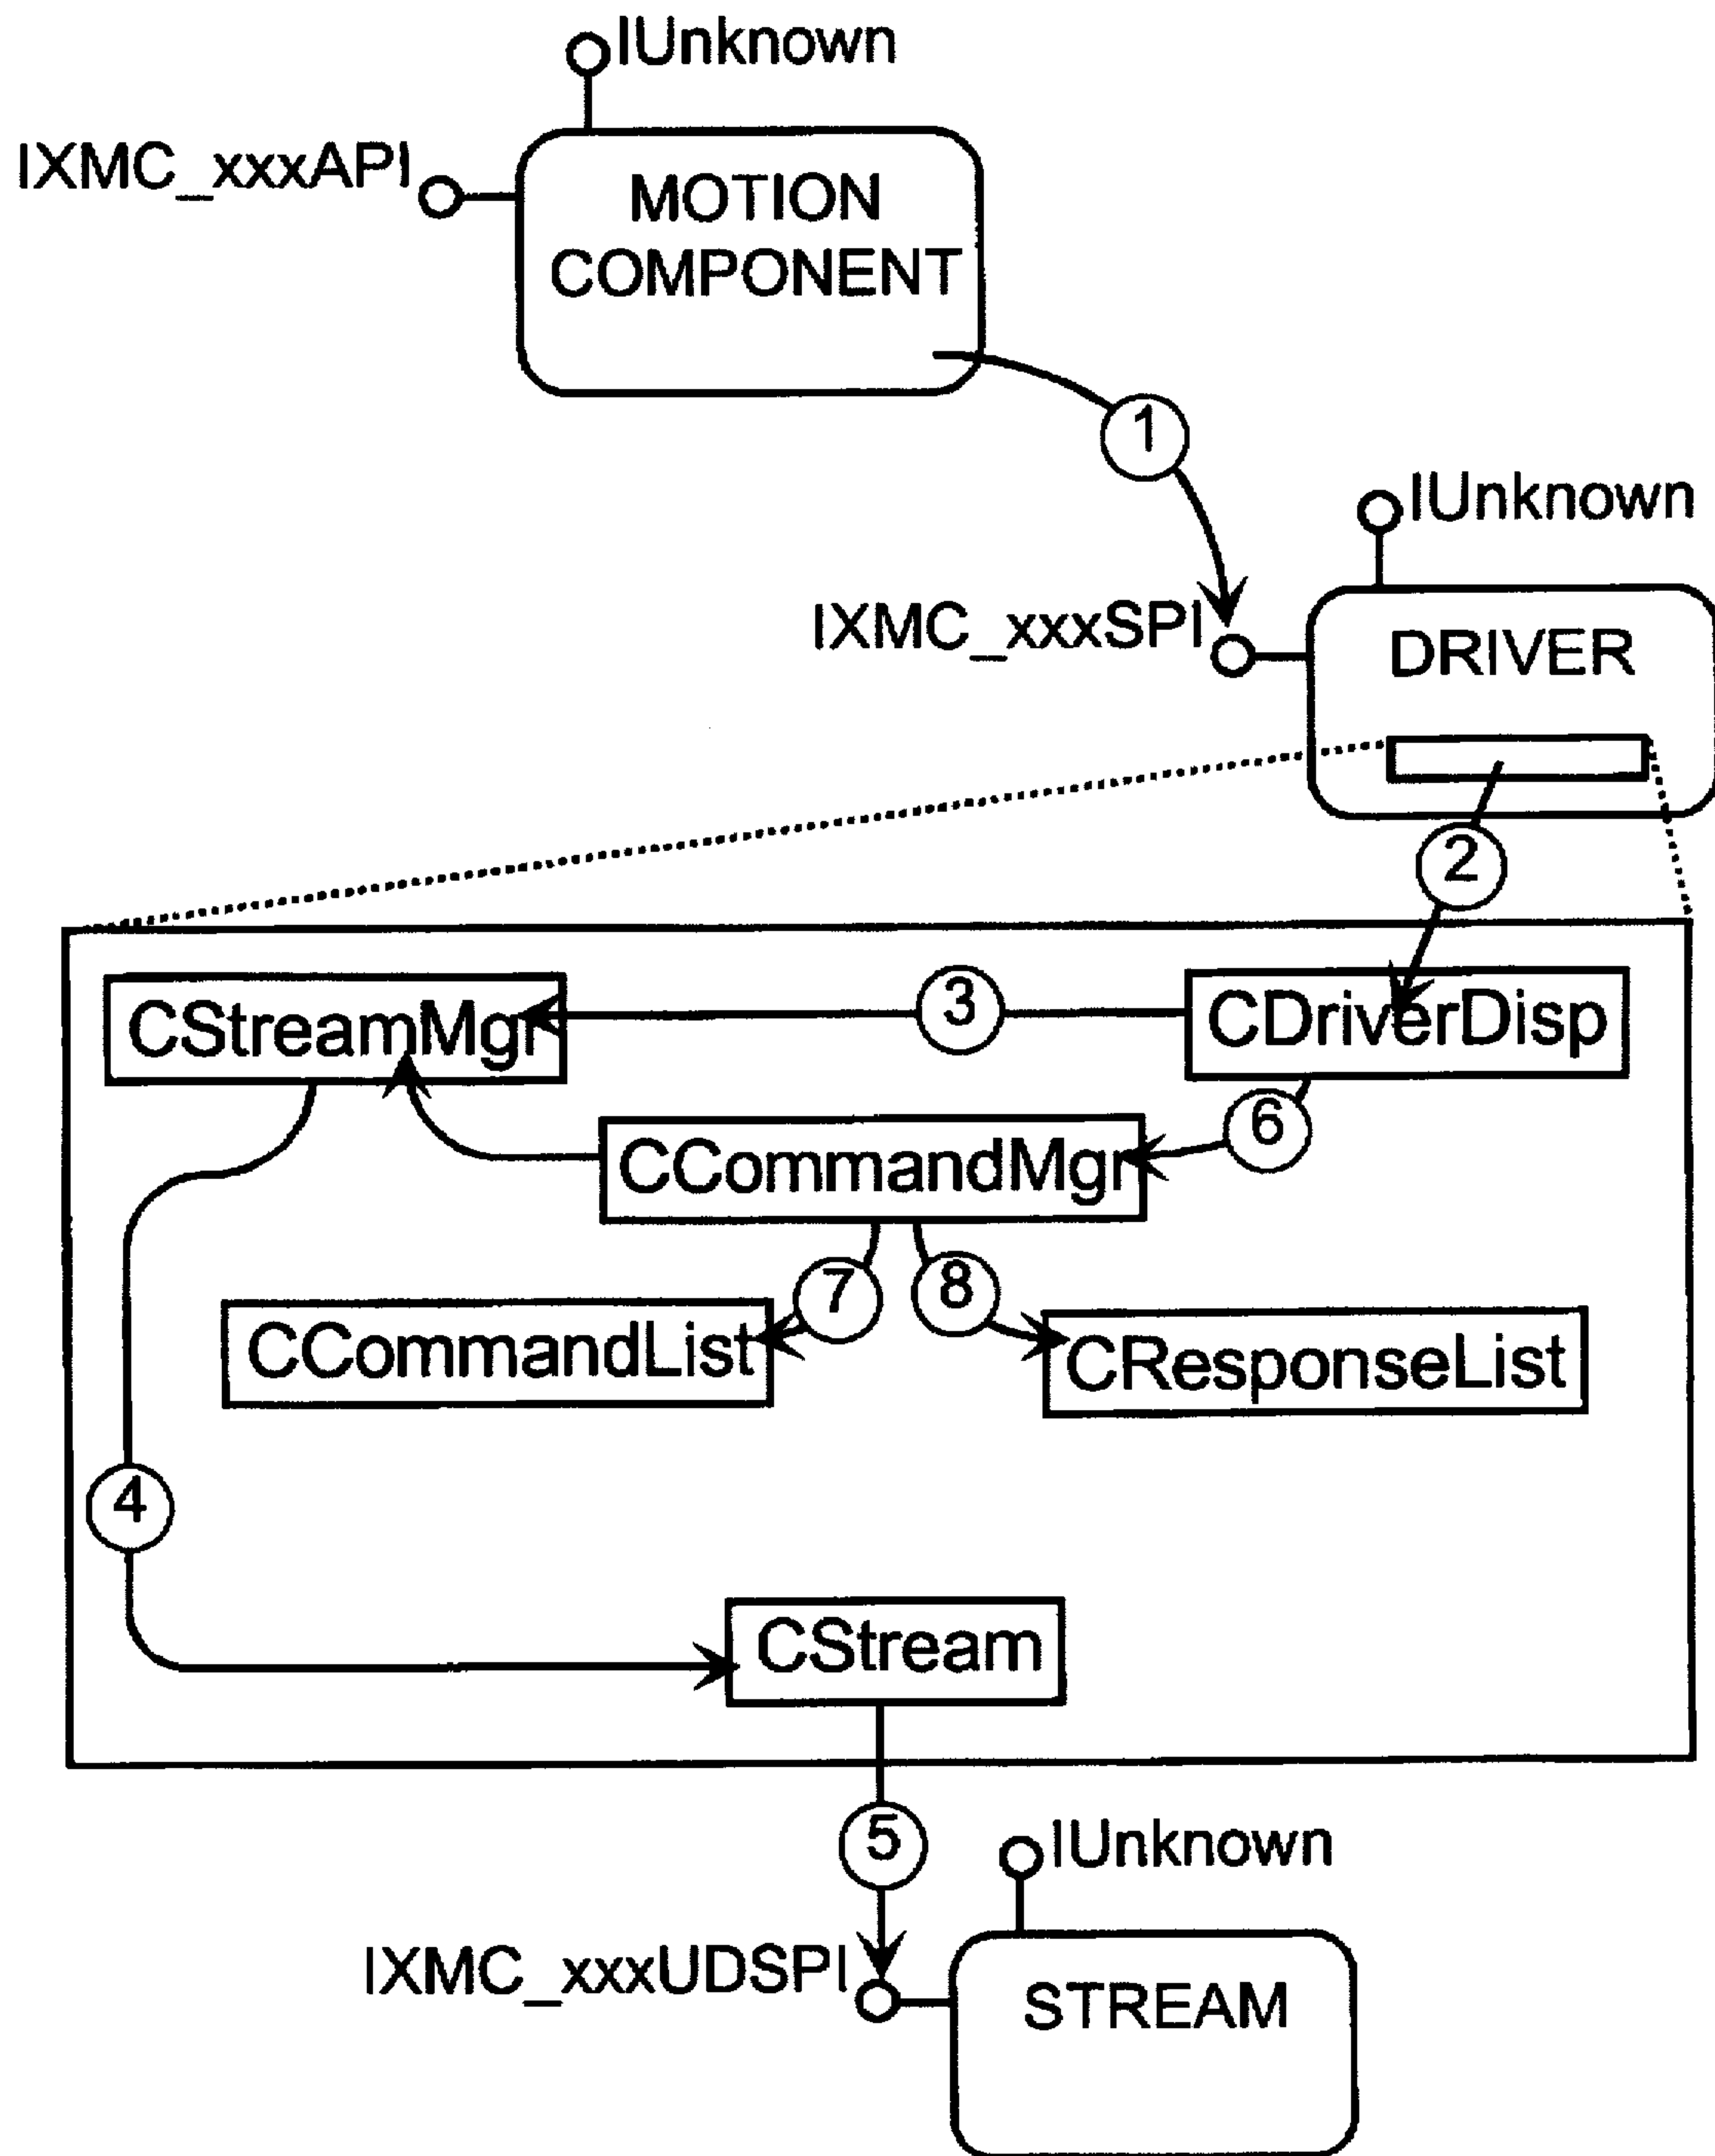 IUnknown
IXMC_xxxAPI
MOTION
COMPONENT
1
IUnknown
IXMC_xxxSPI
DRIVER
2
CStreamMgr
3
CDriverDisp
6
CCommandMgr
7
8
CCommandList
CResponseList
4
CStream
5
IUnknown
IXMC_xxxUDSPI
STREAM